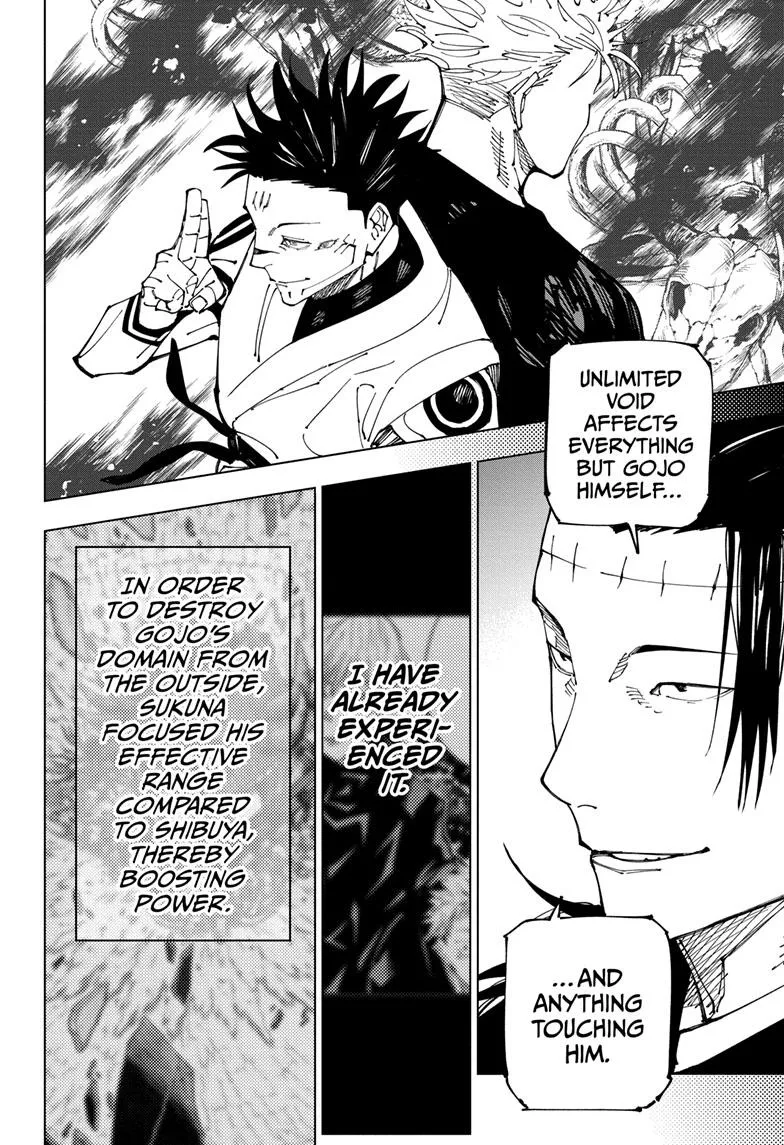 UNLIMITED
VOID
AFFECTS
EVERYTHING
BUT GOJO
HIMSELF...
...AND
ANYTHING
TOUCHING
HIM.
I HAVE
ALREADY
EXPERI-
ENCED
IT.
IN ORDER
TO DESTROY
GOJO'S
DOMAIN FROM
THE OUTSIDE,
SUKUNA
FOCUSED HIS
EFFECTIVE
RANGE
COMPARED
TO SHIBUYA,
THEREBY
BOOSTING
POWER.